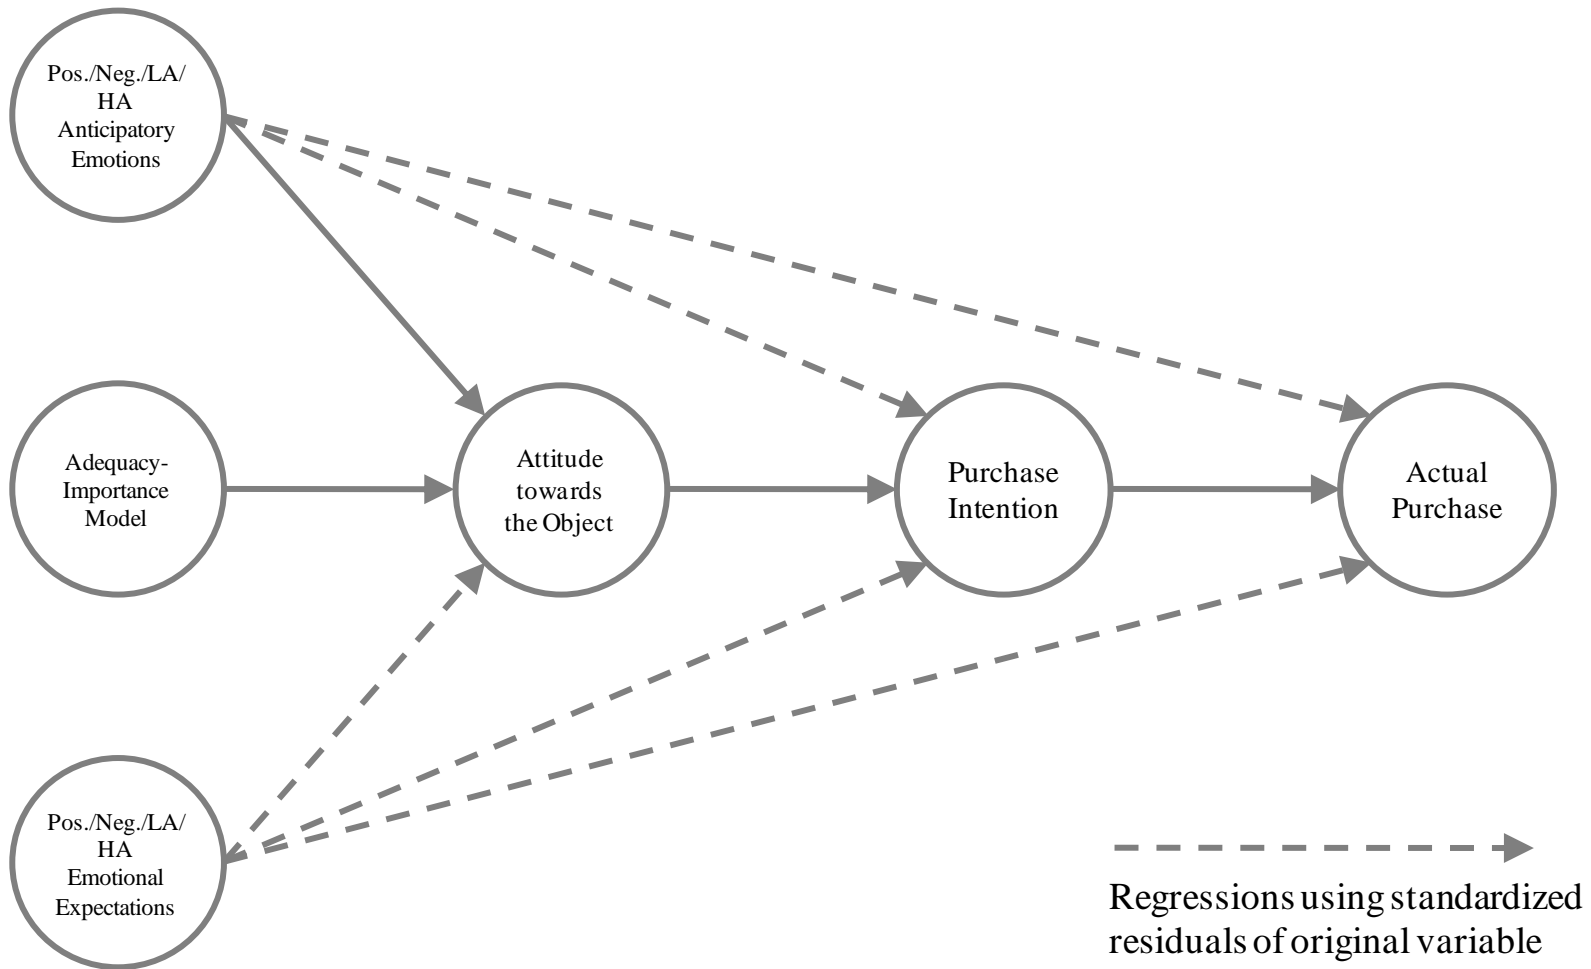 Pos./Neg./LA/
HA
Anticipatory
Emotions
Adequacy-
Importance
Model
Attitude
towards
the Object
Purchase
Intention
Actual
Purchase
Pos./Neg./LA/
HA
Emotional
Expectations
Regressions using standardized
residuals of original variable